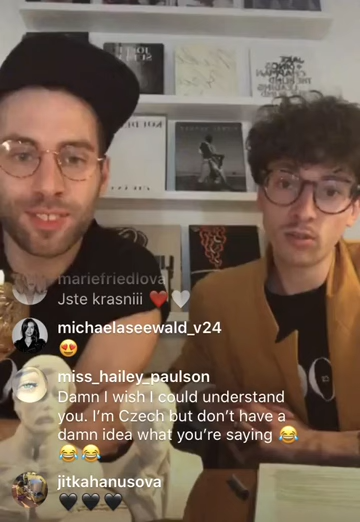 mariefriedlova
Jste krasniii ❤️🤍
michaelaseewald_v24
😍
miss_hailey_paulson
Damn I wish I could understand
you. I'm Czech but don't have a
damn idea what you're saying 😂
😂😂
jitkahanusova
🖤🖤🖤